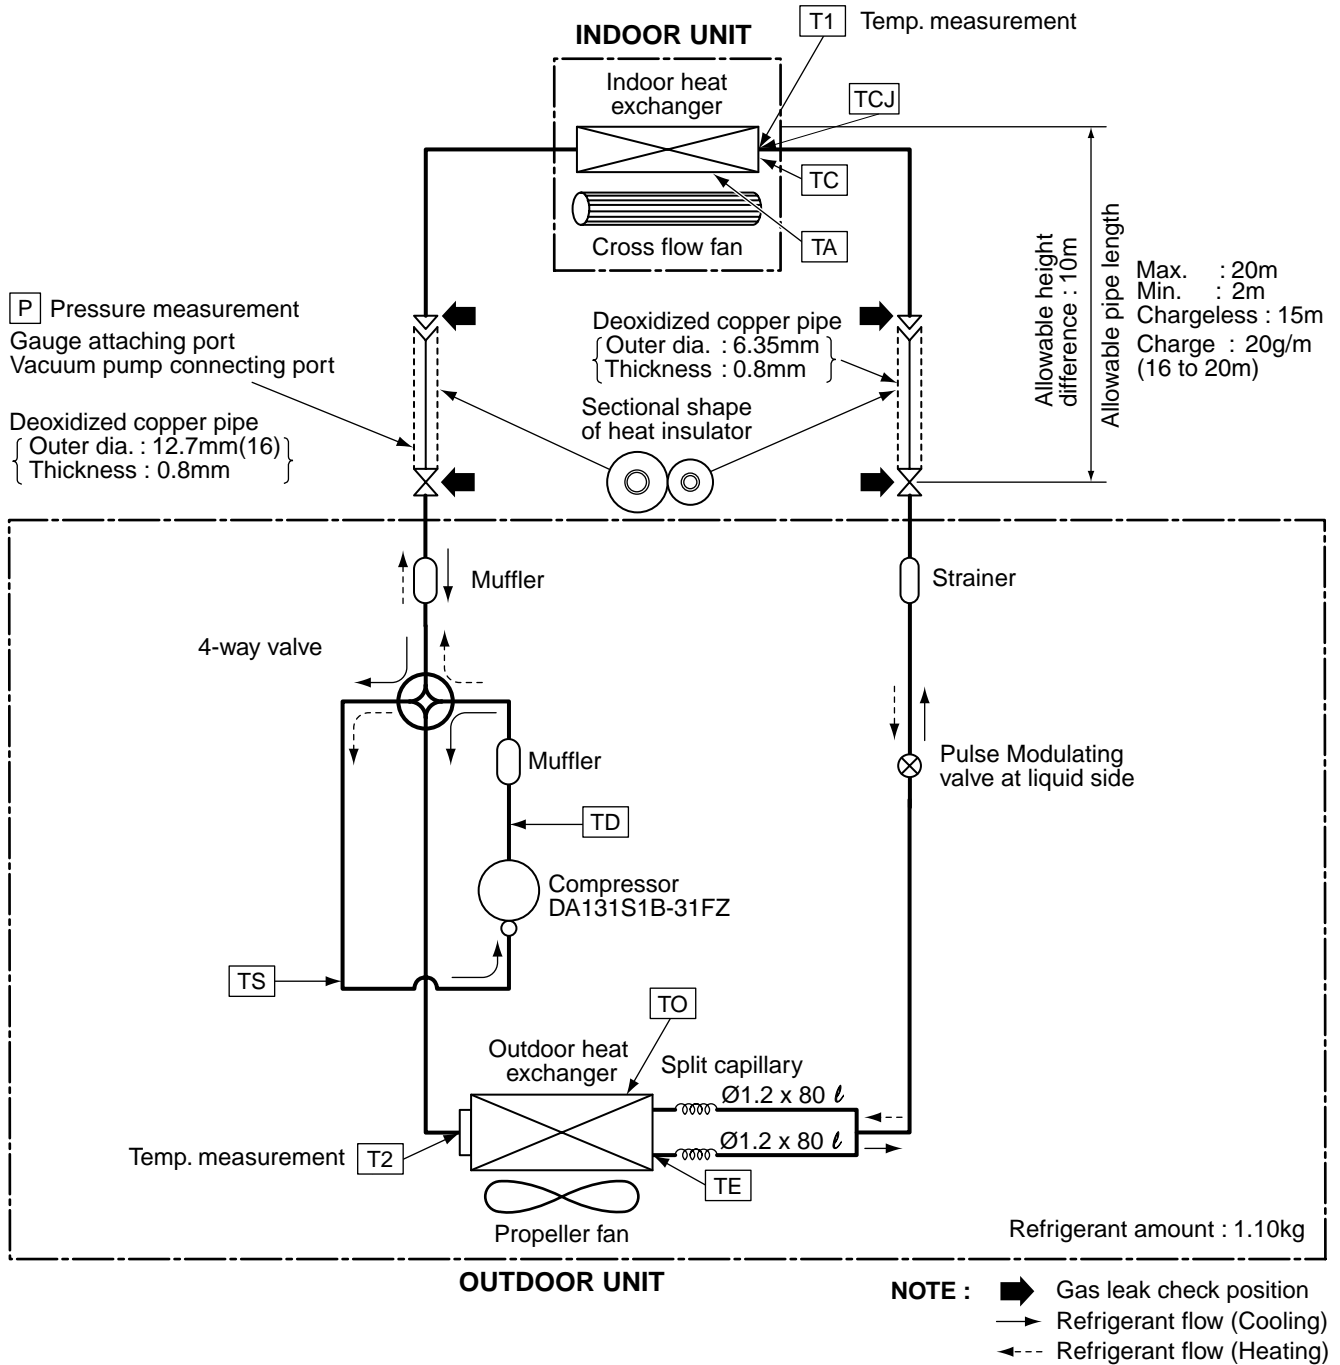 T1 Temp. measurement
INDOOR UNIT
Indoor heat
exchanger
TCJ
TC
Cross flow fan
TA
Allowable height
difference : 10m
Allowable pipe length
Max. : 20m
Min. : 2m
Chargeless : 15m
Charge : 20g/m
(16 to 20m)
P Pressure measurement
Gauge attaching port
Vacuum pump connecting port
Deoxidized copper pipe
Outer dia. : 12.7mm(16)
Thickness : 0.8mm
Deoxidized copper pipe
Outer dia. : 6.35mm
Thickness : 0.8mm
Sectional shape
of heat insulator
Muffler
Strainer
4-way valve
Muffler
Pulse Modulating
valve at liquid side
TD
Compressor
DA131S1B-31FZ
TS
TO
Outdoor heat
exchanger
Split capillary
Ø1.2 x 80 ℓ
Ø1.2 x 80 ℓ
Temp. measurement T2
TE
Propeller fan
Refrigerant amount : 1.10kg
OUTDOOR UNIT
NOTE : Gas leak check position
Refrigerant flow (Cooling)
Refrigerant flow (Heating)